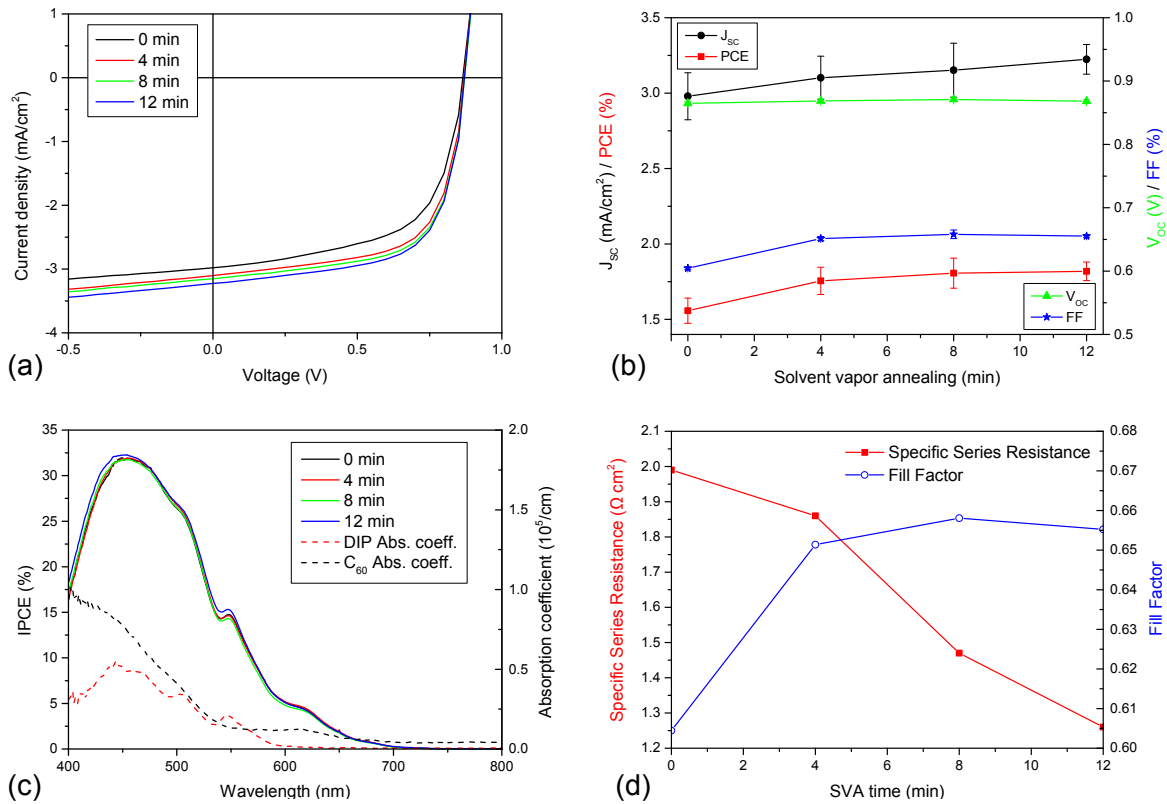 1
0
-1
-2
-3
-4
Current density (mA/cm²)
0 min
4 min
8 min
12 min
-0.5
0.0
0.5
1.0
Voltage (V)
(a)
3.5
3.0
2.5
2.0
1.5
J_SC (mA/cm²) / PCE (%)
J_SC
PCE
1.0
0.9
0.8
0.7
0.6
0.5
V_OC (V) / FF (%)
V_OC
FF
0 2 4 6 8 10 12
Solvent vapor annealing (min)
(b)
35
30
25
20
15
10
5
0
IPCE (%)
0 min
4 min
8 min
12 min
DIP Abs. coeff.
C₆₀ Abs. coeff.
2.0
1.5
1.0
0.5
0.0
Absorption coefficient (10⁵/cm)
400 500 600 700 800
Wavelength (nm)
(c)
2.1
2.0
1.9
1.8
1.7
1.6
1.5
1.4
1.3
1.2
Specific Series Resistance (Ω cm²)
Specific Series Resistance
Fill Factor
0.68
0.67
0.66
0.65
0.64
0.63
0.62
0.61
0.60
Fill Factor
0 2 4 6 8 10 12
SVA time (min)
(d)